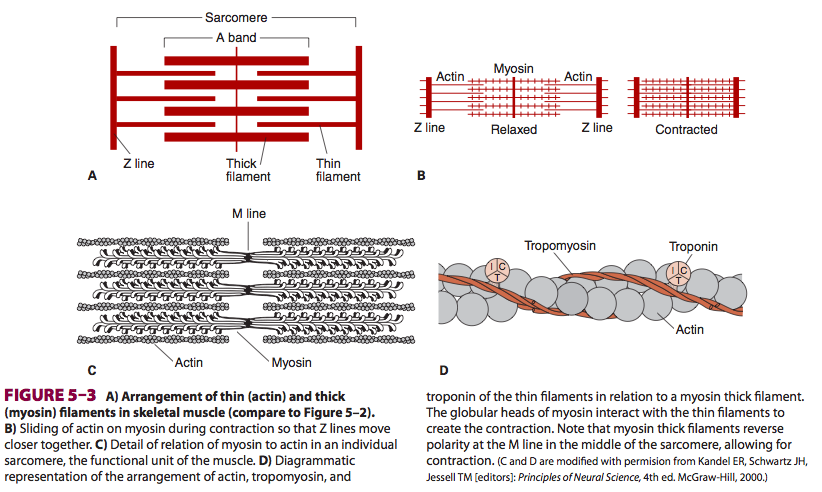 Sarcomere
A band
Z line
Thick
filament
Thin
filament
A
Actin
Myosin
Actin
Z line
Relaxed
Z line
Contracted
B
M line
Actin
Myosin
C
Tropomyosin
Troponin
I C
T
I C
T
Actin
D
FIGURE 5–3 A) Arrangement of thin (actin) and thick
(myosin) filaments in skeletal muscle (compare to Figure 5–2).
B) Sliding of actin on myosin during contraction so that Z lines move
closer together. C) Detail of relation of myosin to actin in an individual
sarcomere, the functional unit of the muscle. D) Diagrammatic
representation of the arrangement of actin, tropomyosin, and
troponin of the thin filaments in relation to a myosin thick filament.
The globular heads of myosin interact with the thin filaments to
create the contraction. Note that myosin thick filaments reverse
polarity at the M line in the middle of the sarcomere, allowing for
contraction. (C and D are modified with permision from Kandel ER, Schwartz JH,
Jessell TM [editors]: Principles of Neural Science, 4th ed. McGraw-Hill, 2000.)